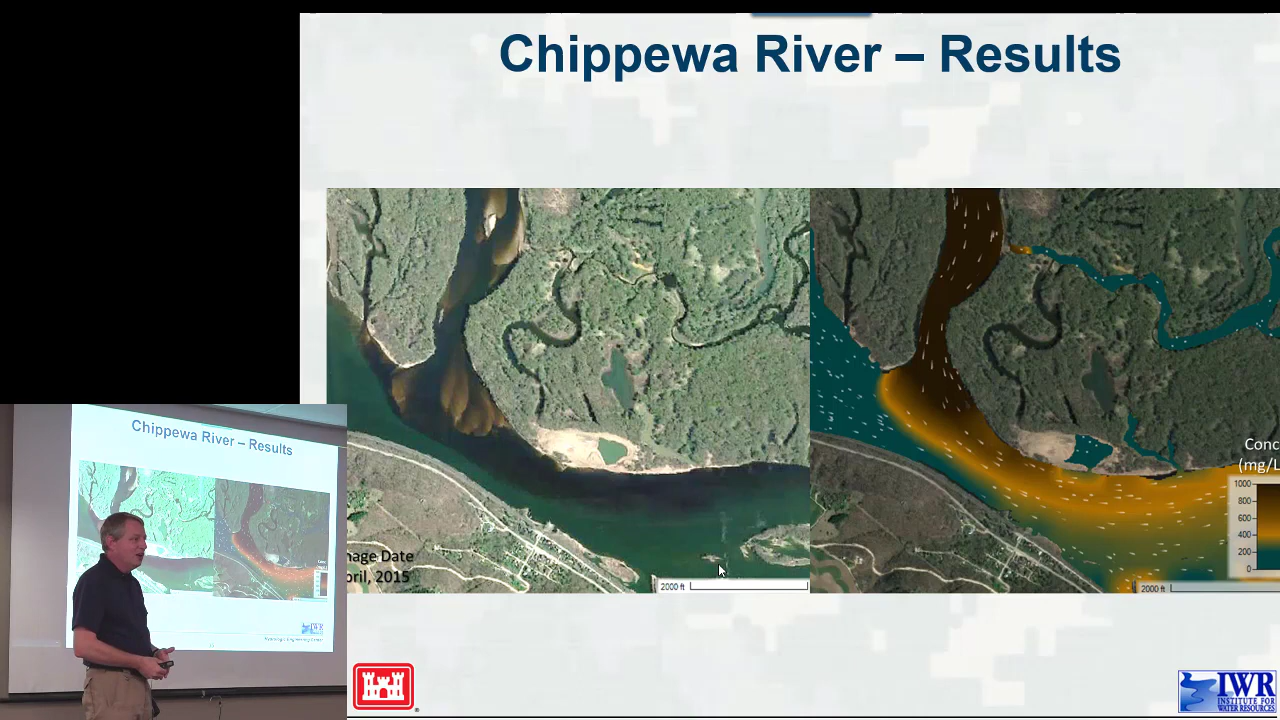 Chippewa River – Results
Conc
(mg/L
1000
800
600
400
200
0
mage Date
pril, 2015
2000 ft
2000 ft
Chippewa River – Results
IWR
IWR
INSTITUTE FOR
WATER RESOURCES